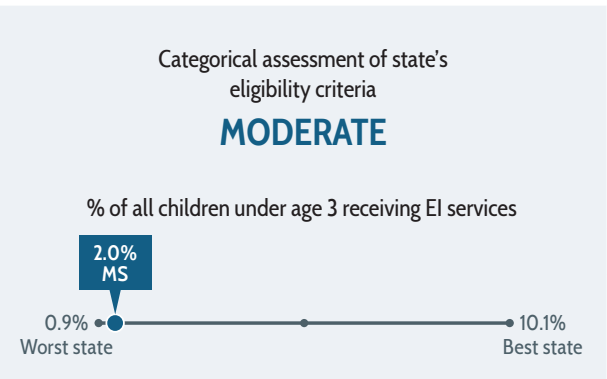 Categorical assessment of state's
eligibility criteria
MODERATE
% of all children under age 3 receiving EI services
2.0%
MS
0.9%
10.1%
Worst state
Best state